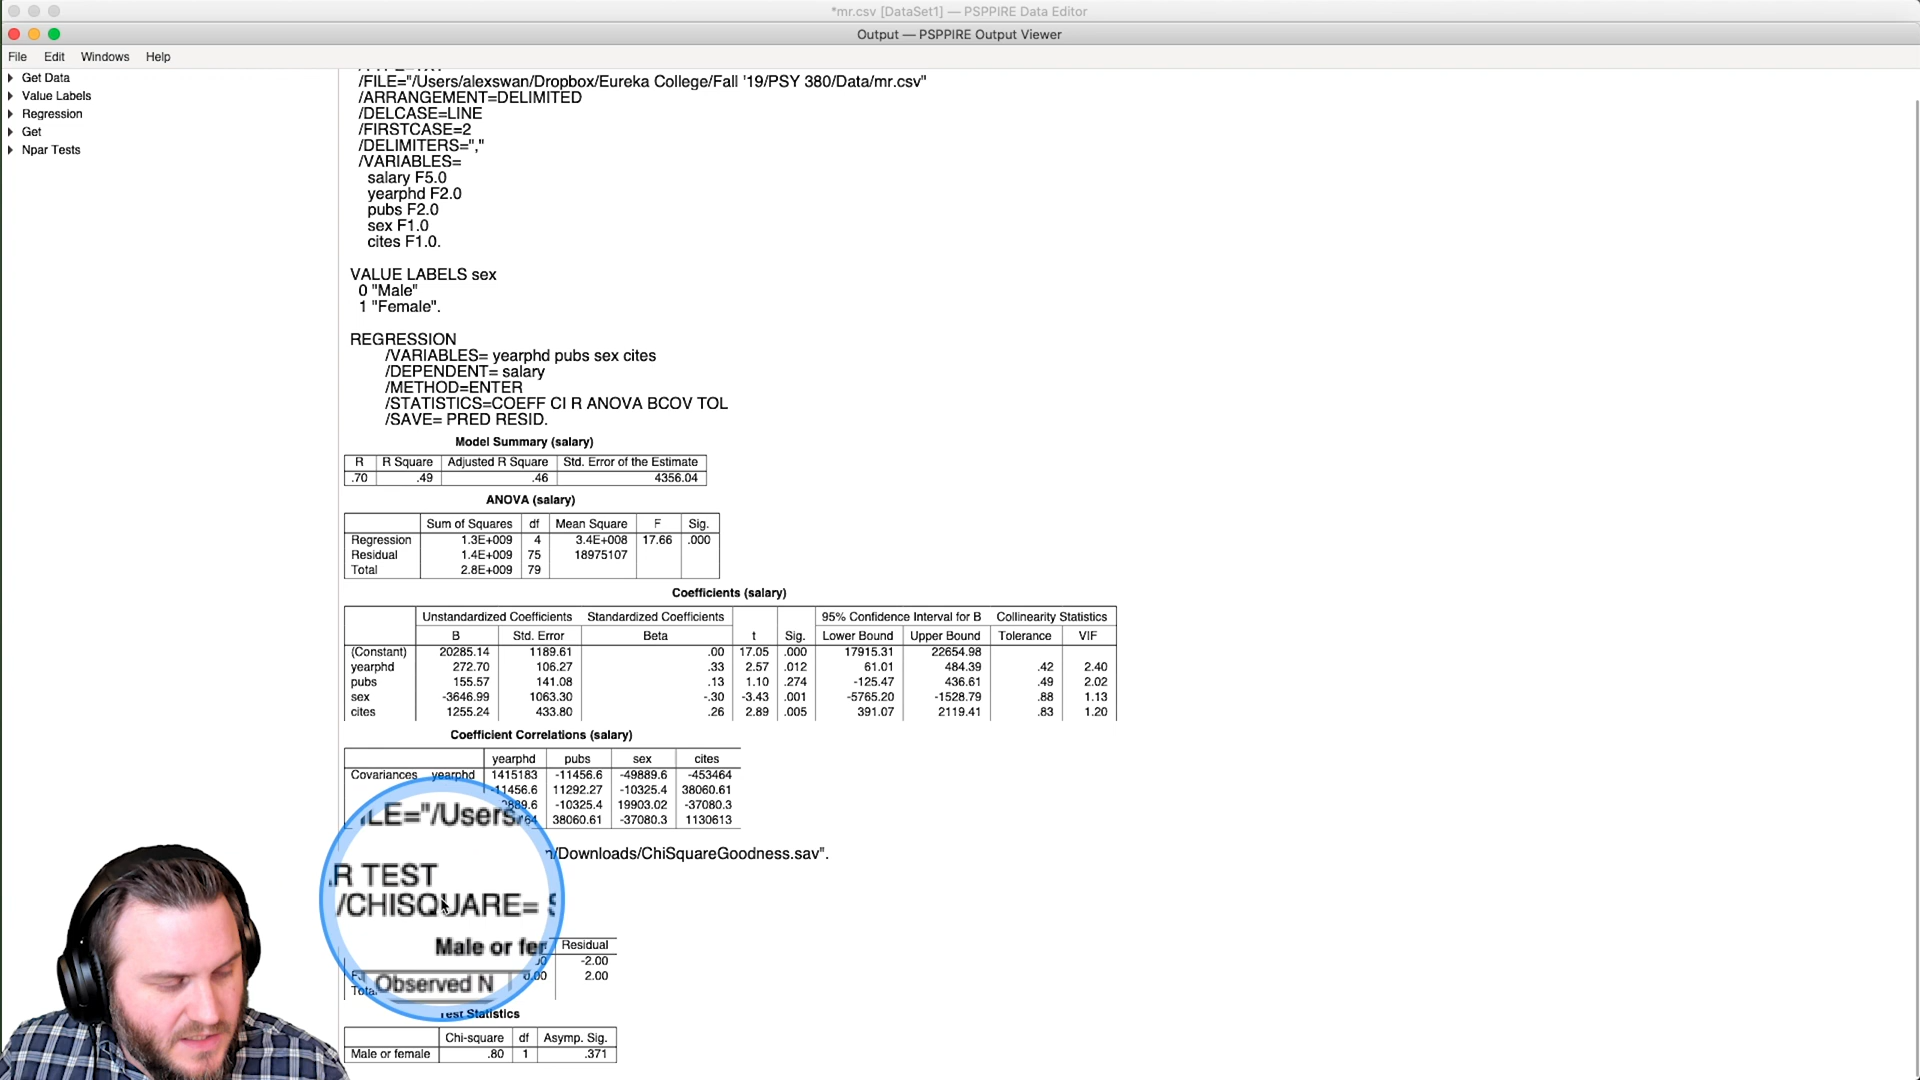 *mr.csv [DataSet1] — PSPPIRE Data Editor
Output — PSPPIRE Output Viewer
File Edit Windows Help
Get Data
Value Labels
Regression
Get
Npar Tests
/FILE="/Users/alexswan/Dropbox/Eureka College/Fall '19/PSY 380/Data/mr.csv"
/ARRANGEMENT=DELIMITED
/DELCASE=LINE
/FIRSTCASE=2
/DELIMITERS=","
/VARIABLES=
salary F5.0
yearphd F2.0
pubs F2.0
sex F1.0
cites F1.0.
VALUE LABELS sex
0 "Male"
1 "Female".
REGRESSION
/VARIABLES= yearphd pubs sex cites
/DEPENDENT= salary
/METHOD=ENTER
/STATISTICS=COEFF CI R ANOVA BCOV TOL
/SAVE= PRED RESID.
Model Summary (salary)
R R Square Adjusted R Square Std. Error of the Estimate
.70 .49 .46 4356.04
ANOVA (salary)
Sum of Squares df Mean Square F Sig.
Regression 1.3E+009 4 3.4E+008 17.66 .000
Residual 1.4E+009 75 18975107
Total 2.8E+009 79
Coefficients (salary)
Unstandardized Coefficients Standardized Coefficients 95% Confidence Interval for B Collinearity Statistics
B Std. Error Beta t Sig. Lower Bound Upper Bound Tolerance VIF
(Constant) 20285.14 1189.61 .00 17.05 .000 17915.31 22654.98
yearphd 272.70 106.27 .33 2.57 .012 61.01 484.39 .42 2.40
pubs 155.57 141.08 .13 1.10 .274 -125.47 436.61 .49 2.02
sex -3646.99 1063.30 -.30 -3.43 .001 -5765.20 -1528.79 .88 1.13
cites 1255.24 433.80 .26 2.89 .005 391.07 2119.41 .83 1.20
Coefficient Correlations (salary)
yearphd pubs sex cites
Covariances yearphd 1415183 -11456.6 -49889.6 -453464
-11456.6 11292.27 -10325.4 38060.61
889.6 -10325.4 19903.02 -37080.3
64 38060.61 -37080.3 1130613
ILE="/Users/
n/Downloads/ChiSquareGoodness.sav".
R TEST
/CHISQUARE= S
Male or fer
Residual
00 -2.00
0.00 2.00
Observed N
Total
Test Statistics
Chi-square df Asymp. Sig.
Male or female .80 1 .371